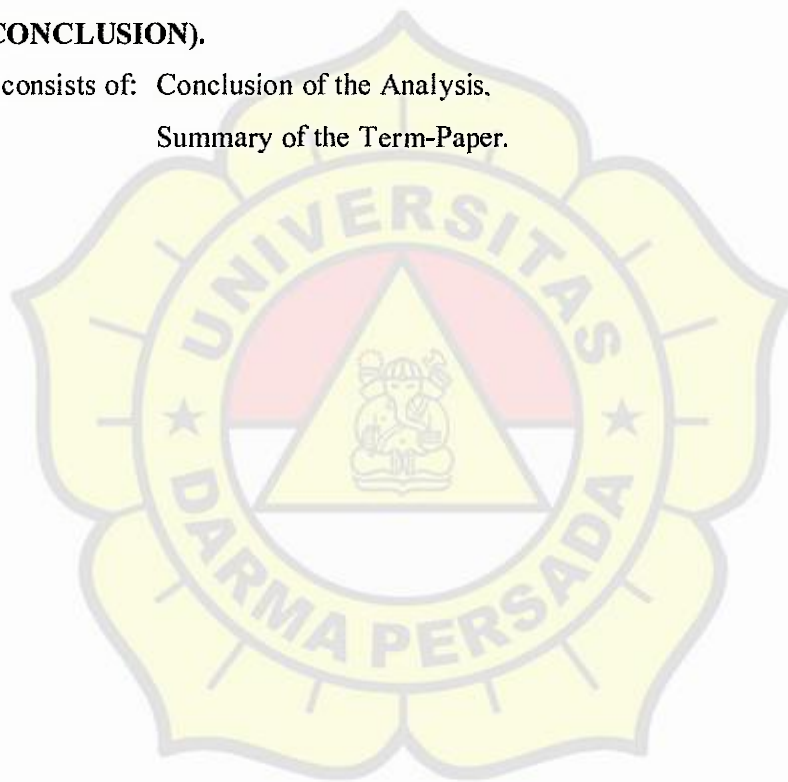 CONCLUSION).
consists of: Conclusion of the Analysis.
Summary of the Term-Paper.
UNIVERSITAS
DARMA PERSADA